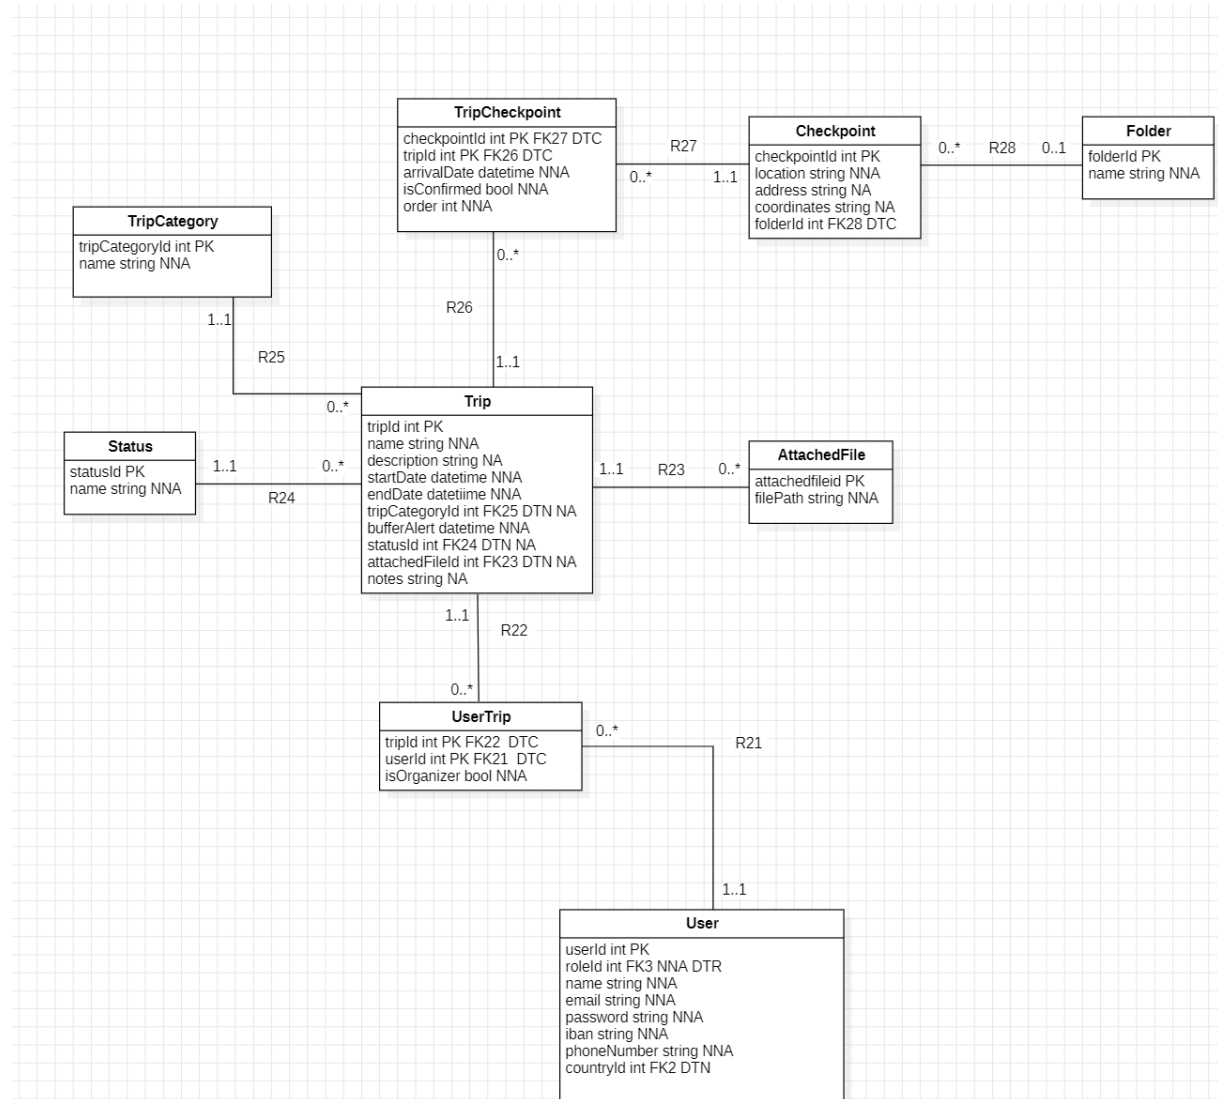 TripCheckpoint
checkpointId int PK FK27 DTC
tripId int PK FK26 DTC
arrivalDate datetime NNA
isConfirmed bool NNA
order int NNA
R27
0..*
1..1
Checkpoint
checkpointId int PK
location string NNA
address string NA
coordinates string NA
folderId int FK28 DTC
0..*
R28
0..1
Folder
folderId PK
name string NNA
TripCategory
tripCategoryId int PK
name string NNA
0..*
R26
1..1
1..1
R25
0..*
Status
statusId PK
name string NNA
1..1
0..*
R24
Trip
tripId int PK
name string NNA
description string NA
startDate datetime NNA
endDate datetiime NNA
tripCategoryId int FK25 DTN NA
bufferAlert datetime NNA
statusId int FK24 DTN NA
attachedFileId int FK23 DTN NA
notes string NA
1..1
R23
0..*
AttachedFile
attachedfileid PK
filePath string NNA
1..1
R22
0..*
UserTrip
tripId int PK FK22  DTC
userId int PK FK21  DTC
isOrganizer bool NNA
0..*
R21
1..1
User
userId int PK
roleId int FK3 NNA DTR
name string NNA
email string NNA
password string NNA
iban string NNA
phoneNumber string NNA
countryId int FK2 DTN